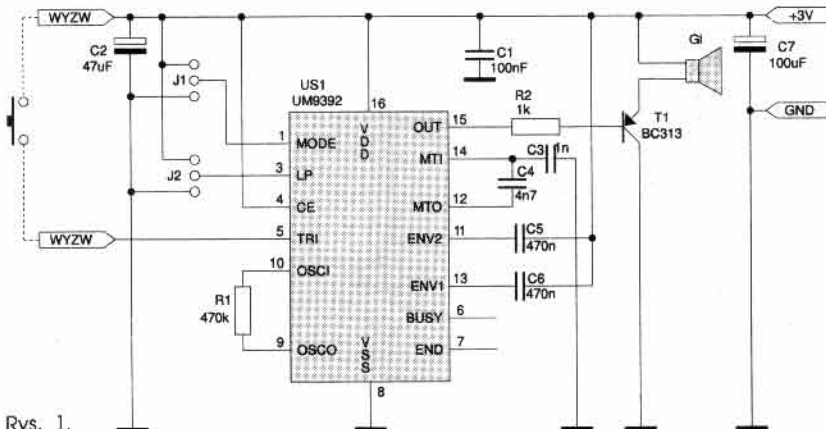 WYZW
+3V
C2
47uF
C1
100nF
Gl
C7
100uF
J1
US1
UM9392
R2
1k
GND
16
VDD
OUT
15
T1
BC313
1
MODE
MTI
14
C3
1n
J2
3
LP
C4
4n7
4
CE
MTO
12
WYZW
5
TRI
ENV2
11
C5
470n
10
OSCI
ENV1
13
C6
470n
R1
470k
BUSY
6
9
OSCO
VSS
END
7
8
Rys. 1.